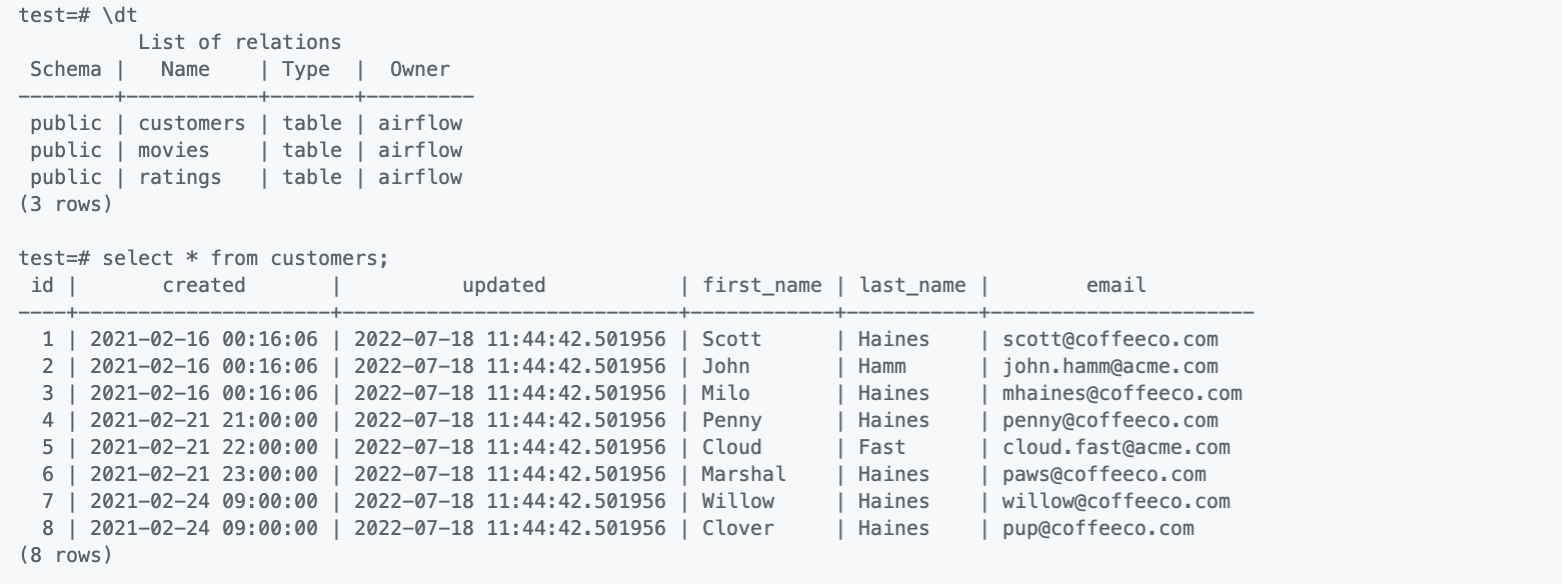 test=# \dt
          List of relations
 Schema |   Name    | Type  |  Owner
--------+-----------+-------+---------
 public | customers | table | airflow
 public | movies    | table | airflow
 public | ratings   | table | airflow
(3 rows)

test=# select * from customers;
 id |       created       |          updated           | first_name | last_name |        email
----+---------------------+----------------------------+------------+-----------+----------------------
  1 | 2021-02-16 00:16:06 | 2022-07-18 11:44:42.501956 | Scott      | Haines    | scott@coffeeco.com
  2 | 2021-02-16 00:16:06 | 2022-07-18 11:44:42.501956 | John       | Hamm      | john.hamm@acme.com
  3 | 2021-02-16 00:16:06 | 2022-07-18 11:44:42.501956 | Milo       | Haines    | mhaines@coffeeco.com
  4 | 2021-02-21 21:00:00 | 2022-07-18 11:44:42.501956 | Penny      | Haines    | penny@coffeeco.com
  5 | 2021-02-21 22:00:00 | 2022-07-18 11:44:42.501956 | Cloud      | Fast      | cloud.fast@acme.com
  6 | 2021-02-21 23:00:00 | 2022-07-18 11:44:42.501956 | Marshal    | Haines    | paws@coffeeco.com
  7 | 2021-02-24 09:00:00 | 2022-07-18 11:44:42.501956 | Willow     | Haines    | willow@coffeeco.com
  8 | 2021-02-24 09:00:00 | 2022-07-18 11:44:42.501956 | Clover     | Haines    | pup@coffeeco.com
(8 rows)